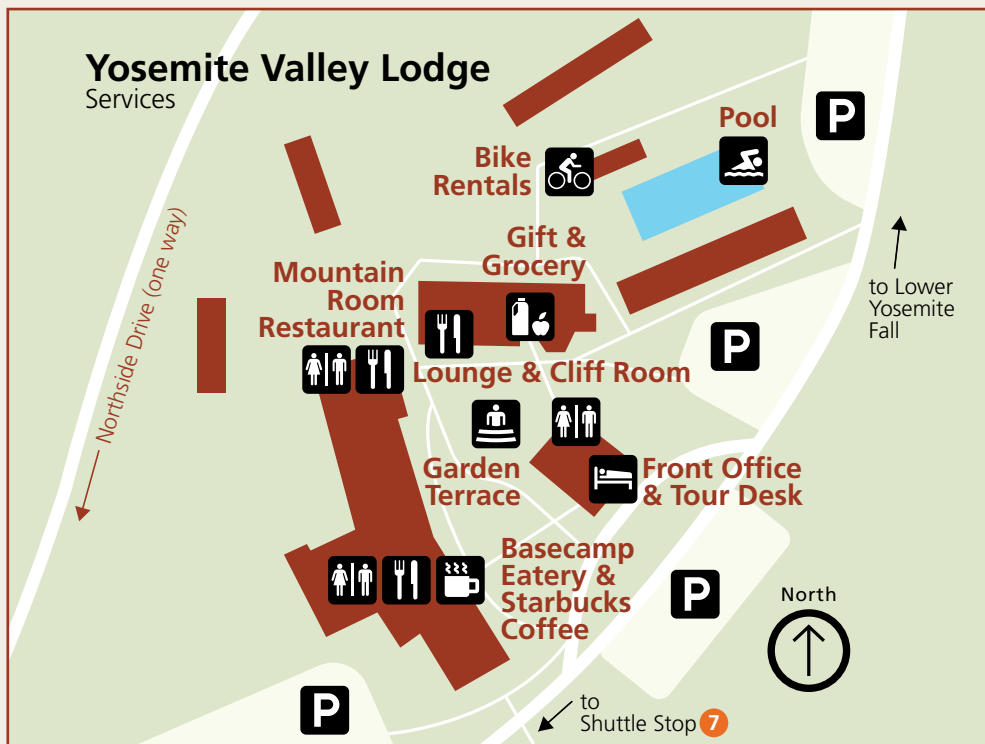 Yosemite Valley Lodge
Services
P
Pool
Bike
Rentals
Gift &
Grocery
Mountain
Room
Restaurant
Northside Drive (one way)
to Lower
Yosemite
Fall
P
Lounge & Cliff Room
Garden
Terrace
Front Office
& Tour Desk
Basecamp
Eatery &
Starbucks
Coffee
P
North
P
to
Shuttle Stop 7